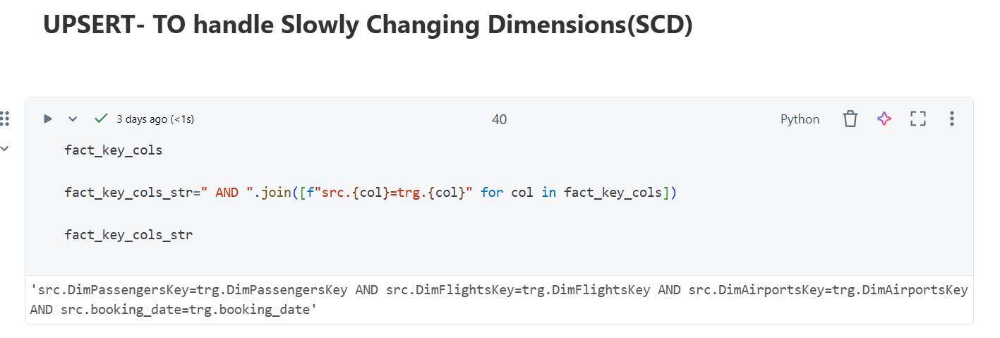 UPSERT- TO handle Slowly Changing Dimensions(SCD)
3 days ago (<1s)
40
Python
fact_key_cols
fact_key_cols_str=" AND ".join([f"src.{col}=trg.{col}" for col in fact_key_cols])
fact_key_cols_str
'src.DimPassengersKey=trg.DimPassengersKey AND src.DimFlightsKey=trg.DimFlightsKey AND src.DimAirportsKey=trg.DimAirportsKey
AND src.booking_date=trg.booking_date'